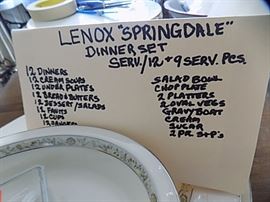 LENOX "SPRINGDALE"
DINNER SET
SERV./12 + 9 SERV. PCS.
12 DINNERS
12 CREAM SOUPS
12 UNDER PLATES
12 BREAD + BUTTERS
12 DESSERT/SALADS
12 FRUITS
12 CUPS
12
SALAD BOWL
CHOP PLATE
2 PLATTERS
2 OVAL VEGS
GRAVY BOAT
CREAM
SUGAR
2 PR. S+P'S